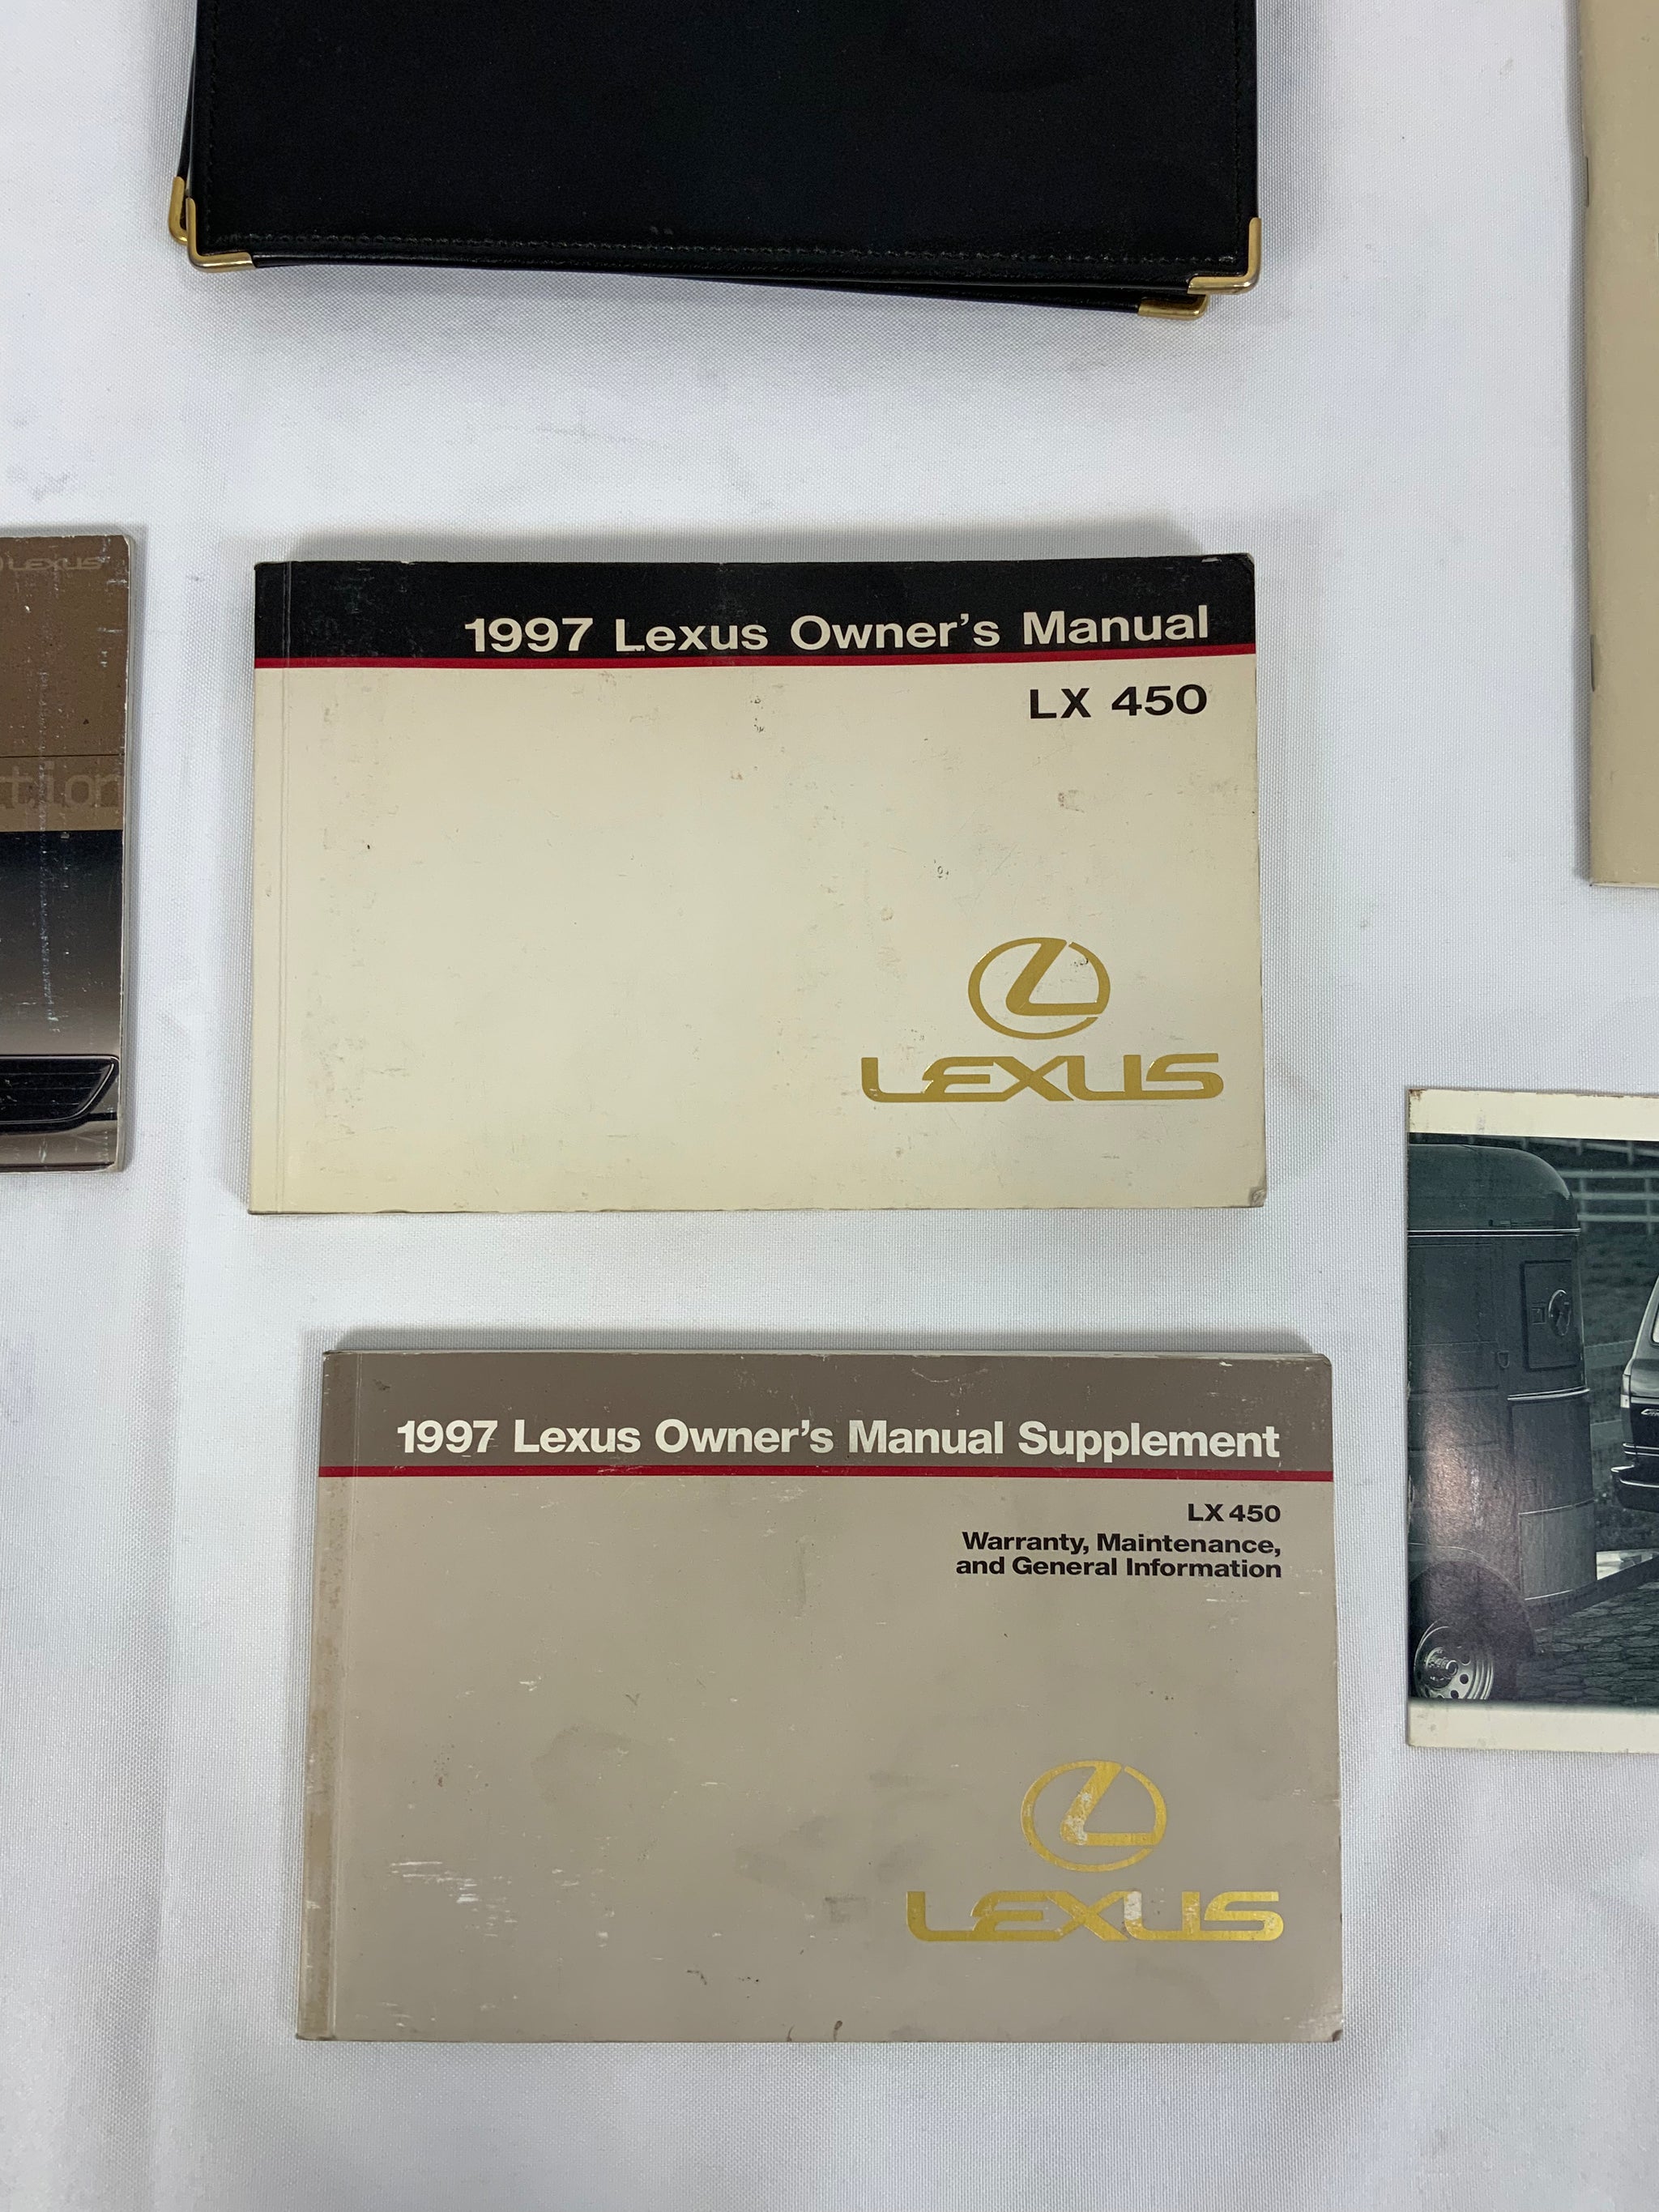 LEXUS
tion
1997 Lexus Owner's Manual
LX 450
LEXUS
1997 Lexus Owner's Manual Supplement
LX 450
Warranty, Maintenance,
and General Information
LEXUS